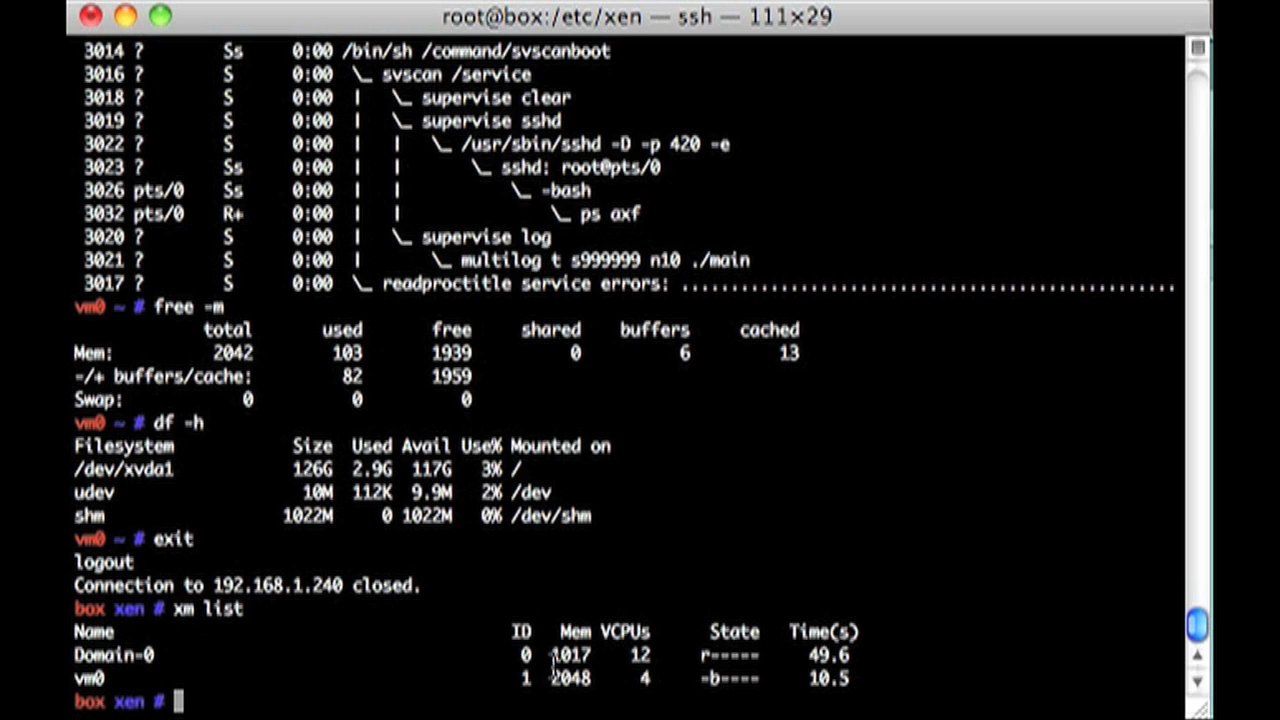 root@box:/etc/xen — ssh — 111×29
3014 ? Ss 0:00 /bin/sh /command/svscanboot
3016 ? S 0:00 \_ svscan /service
3018 ? S 0:00 | \_ supervise clear
3019 ? S 0:00 | \_ supervise sshd
3022 ? S 0:00 | | \_ /usr/sbin/sshd -D -p 420 -e
3023 ? Ss 0:00 | | \_ sshd: root@pts/0
3026 pts/0 Ss 0:00 | | \_ -bash
3032 pts/0 R+ 0:00 | | \_ ps axf
3020 ? S 0:00 | \_ supervise log
3021 ? S 0:00 | \_ multilog t s999999 n10 ./main
3017 ? S 0:00 \_ readproctitle service errors: ..................................................
vm0 ~ # free -m
total used free shared buffers cached
Mem: 2042 103 1939 0 6 13
-/+ buffers/cache: 82 1959
Swap: 0 0 0
vm0 ~ # df -h
Filesystem Size Used Avail Use% Mounted on
/dev/xvda1 126G 2.9G 117G 3% /
udev 10M 112K 9.9M 2% /dev
shm 1022M 0 1022M 0% /dev/shm
vm0 ~ # exit
logout
Connection to 192.168.1.240 closed.
box xen # xm list
Name ID Mem VCPUs State Time(s)
Domain-0 0 1017 12 r----- 49.6
vm0 1 2048 4 -b---- 10.5
box xen #